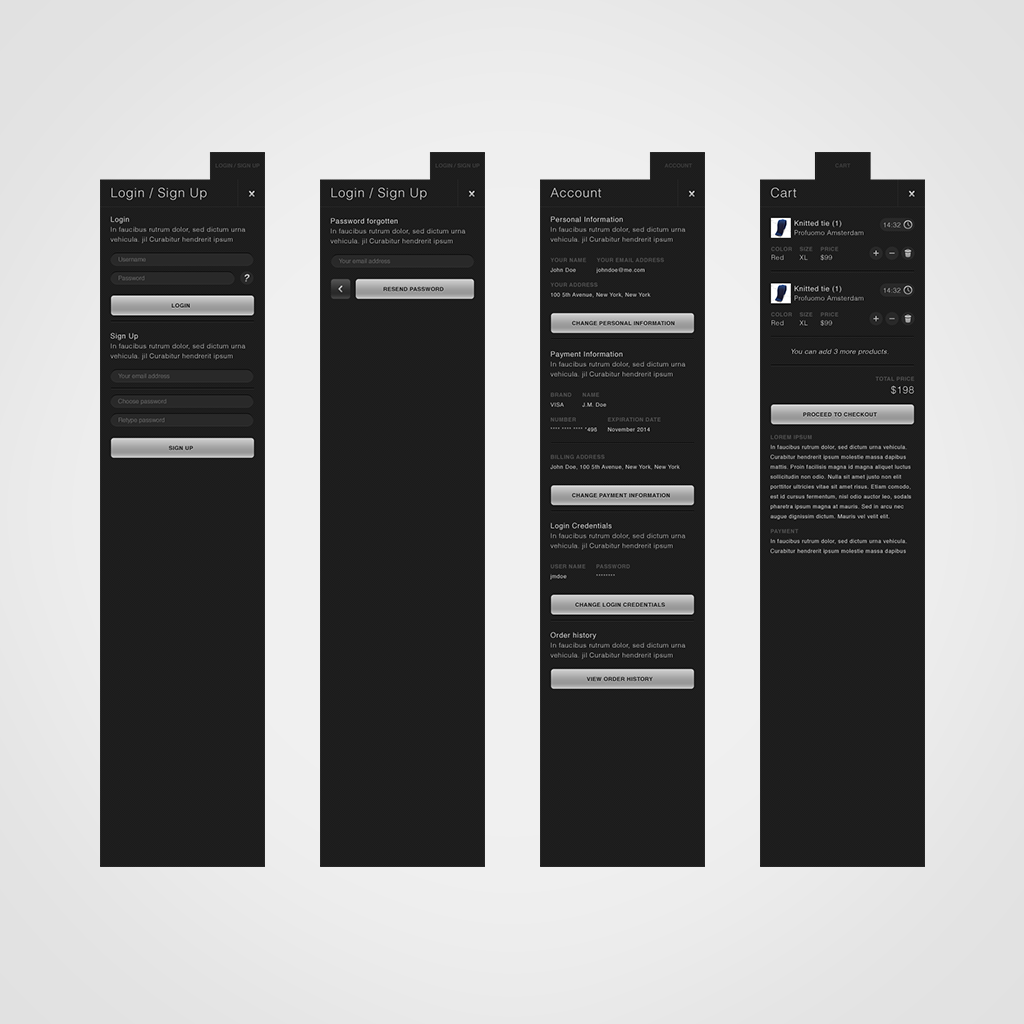 LOGIN / SIGN UP
Login / Sign Up ×
Login
In faucibus rutrum dolor, sed dictum urna
vehicula. jil Curabitur hendrerit ipsum
Username
Password ?
LOGIN
Sign Up
In faucibus rutrum dolor, sed dictum urna
vehicula. jil Curabitur hendrerit ipsum
Your email address
Choose password
Retype password
SIGN UP
LOGIN / SIGN UP
Login / Sign Up ×
Password forgotten
In faucibus rutrum dolor, sed dictum urna
vehicula. jil Curabitur hendrerit ipsum
Your email address
RESEND PASSWORD
ACCOUNT
Account ×
Personal Information
In faucibus rutrum dolor, sed dictum urna
vehicula. jil Curabitur hendrerit ipsum
YOUR NAME YOUR EMAIL ADDRESS
John Doe johndoe@me.com
YOUR ADDRESS
100 5th Avenue, New York, New York
CHANGE PERSONAL INFORMATION
Payment Information
In faucibus rutrum dolor, sed dictum urna
vehicula. jil Curabitur hendrerit ipsum
BRAND NAME
VISA J.M. Doe
NUMBER EXPIRATION DATE
**** **** **** *496 November 2014
BILLING ADDRESS
John Doe, 100 5th Avenue, New York, New York
CHANGE PAYMENT INFORMATION
Login Credentials
In faucibus rutrum dolor, sed dictum urna
vehicula. jil Curabitur hendrerit ipsum
USER NAME PASSWORD
jmdoe ********
CHANGE LOGIN CREDENTIALS
Order history
In faucibus rutrum dolor, sed dictum urna
vehicula. jil Curabitur hendrerit ipsum
VIEW ORDER HISTORY
CART
Cart ×
Knitted tie (1) 14:32
Profuomo Amsterdam
COLOR SIZE PRICE
Red XL $99 + −
Knitted tie (1) 14:32
Profuomo Amsterdam
COLOR SIZE PRICE
Red XL $99 + −
You can add 3 more products.
TOTAL PRICE
$198
PROCEED TO CHECKOUT
LOREM IPSUM
In faucibus rutrum dolor, sed dictum urna vehicula.
Curabitur hendrerit ipsum molestie massa dapibus
mattis. Proin facilisis magna id magna aliquet luctus
sollicitudin non odio. Nulla sit amet justo non elit
porttitor ultricies vitae sit amet risus. Etiam comodo,
est id cursus fermentum, nisl odio auctor leo, sodals
pharetra ipsum magna at mauris. Sed in arcu nec
augue dignissim dictum. Mauris vel velit elit.
PAYMENT
In faucibus rutrum dolor, sed dictum urna vehicula.
Curabitur hendrerit ipsum molestie massa dapibus